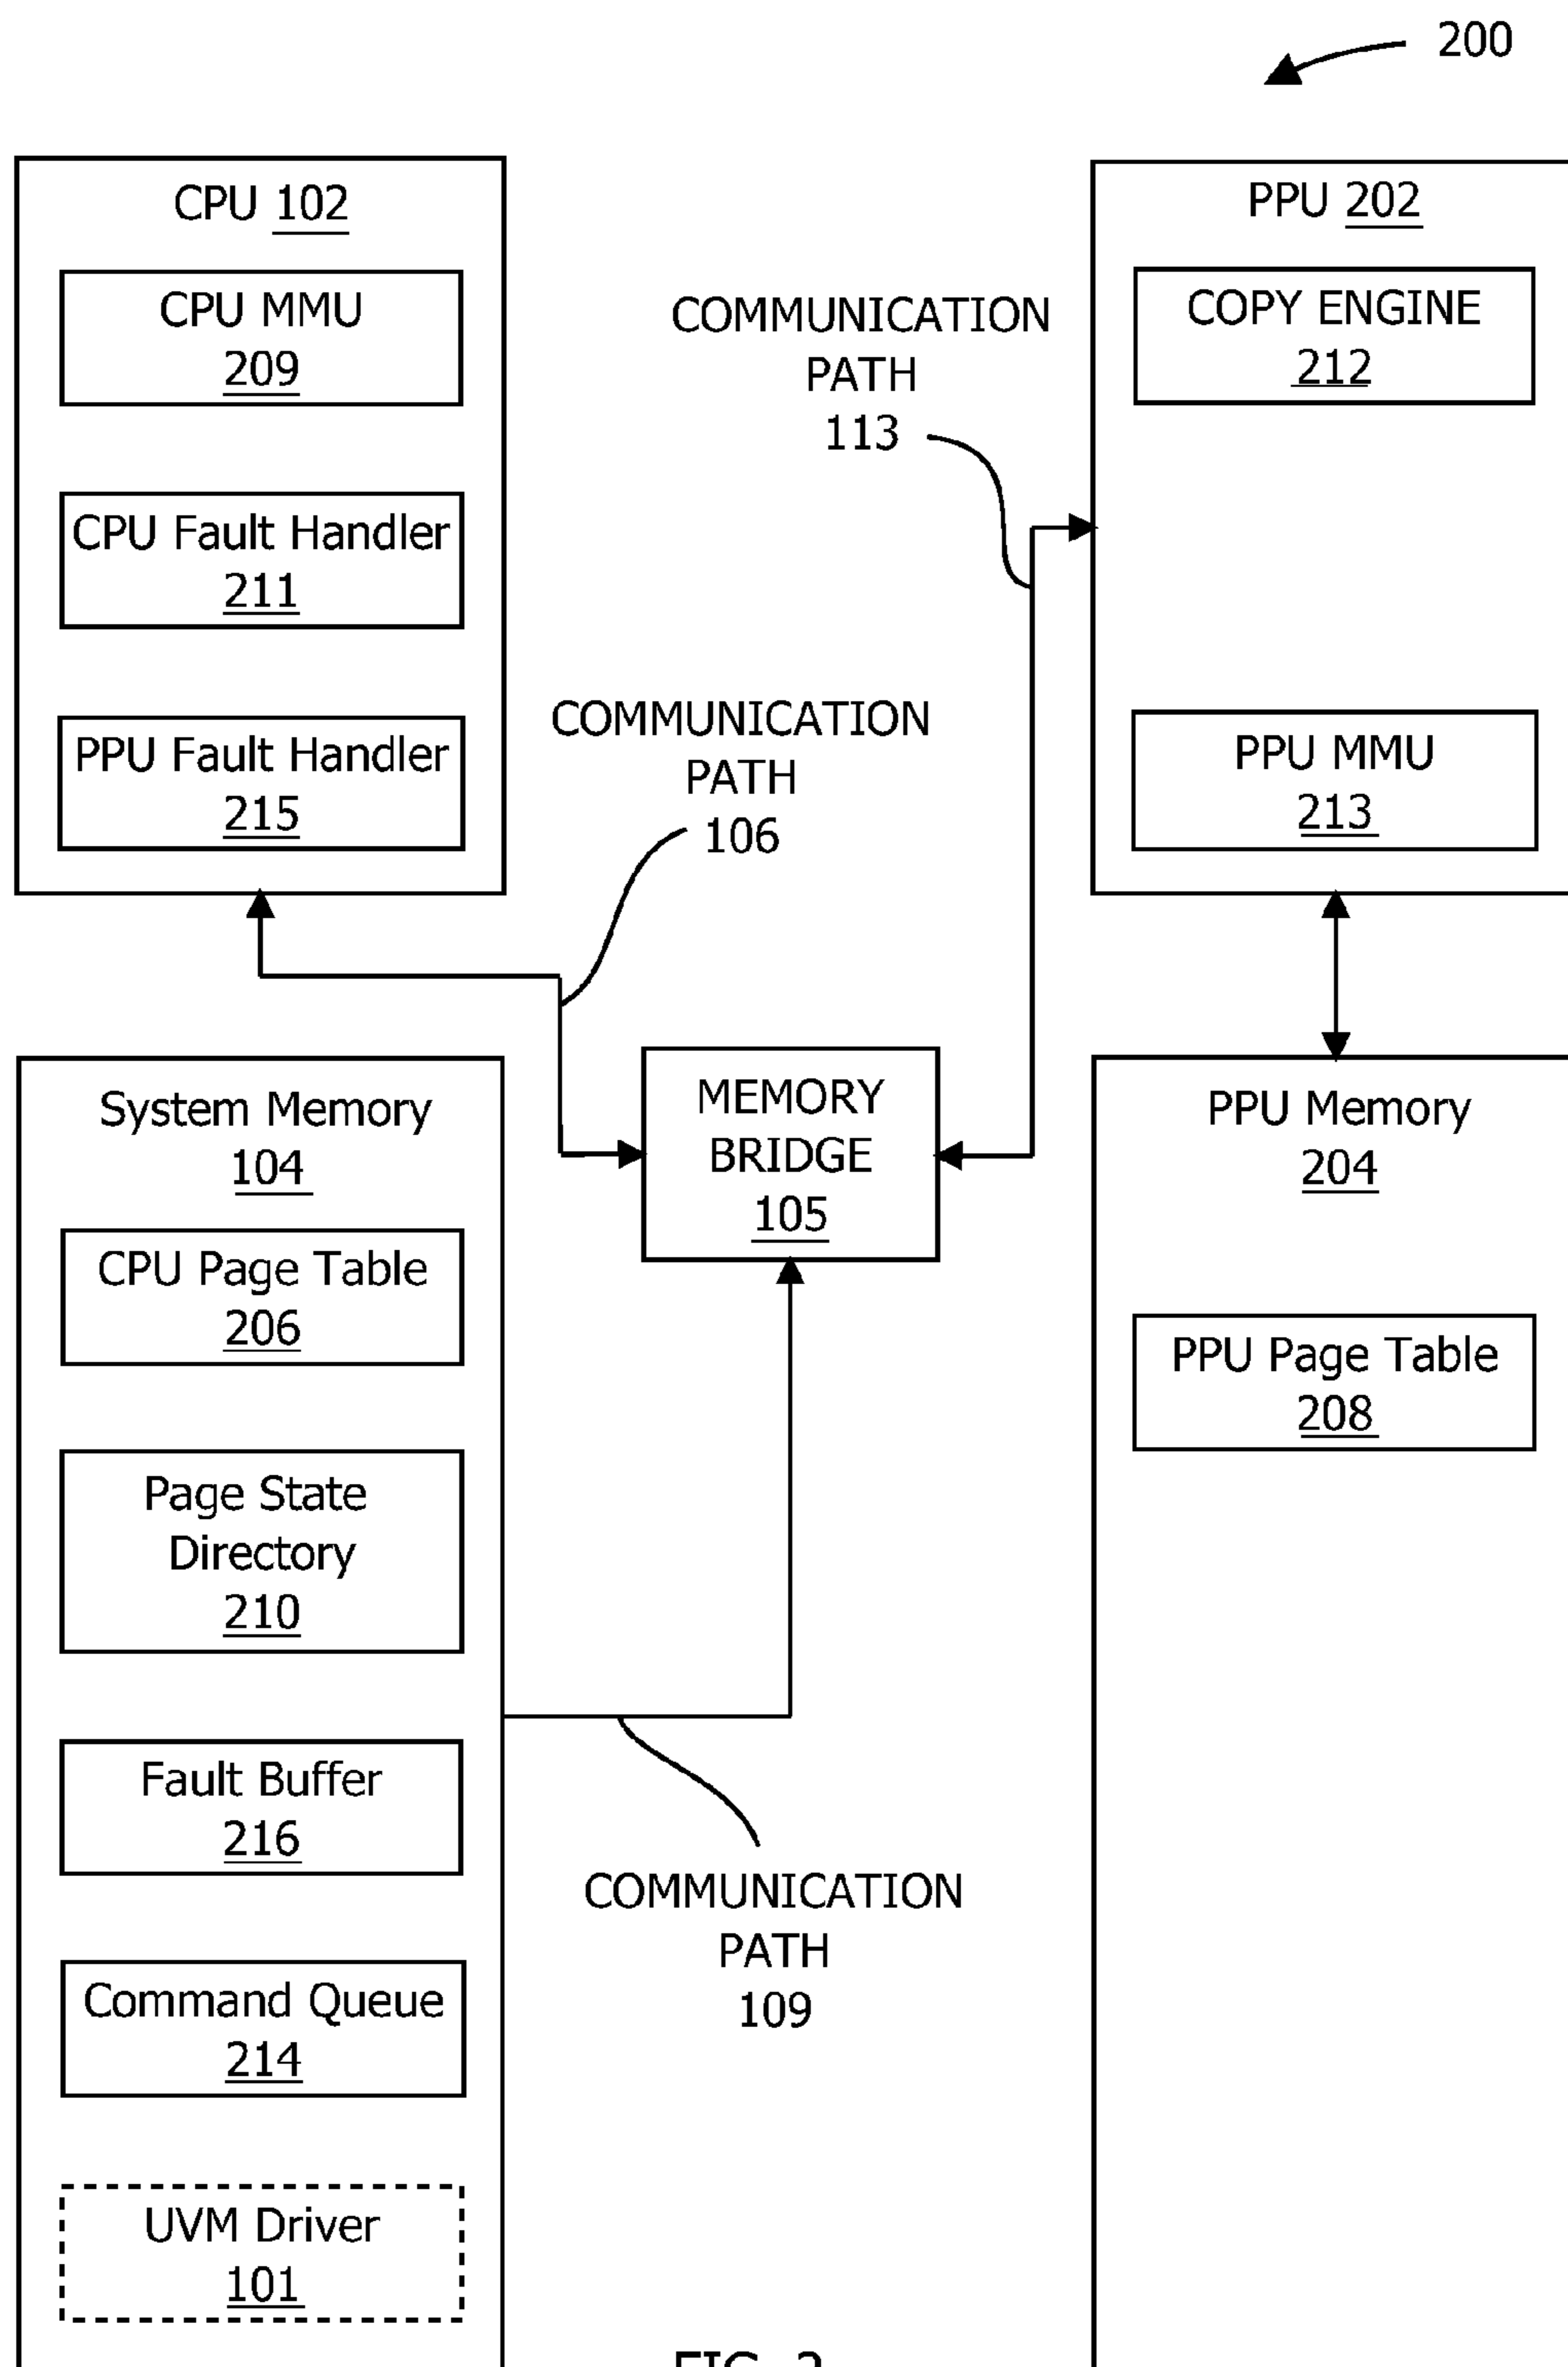 200
CPU 102
CPU MMU
209
CPU Fault Handler
211
PPU Fault Handler
215
COMMUNICATION
PATH
113
COMMUNICATION
PATH
106
PPU 202
COPY ENGINE
212
PPU MMU
213
System Memory
104
CPU Page Table
206
Page State
Directory
210
Fault Buffer
216
Command Queue
214
UVM Driver
101
MEMORY
BRIDGE
105
COMMUNICATION
PATH
109
PPU Memory
204
PPU Page Table
208